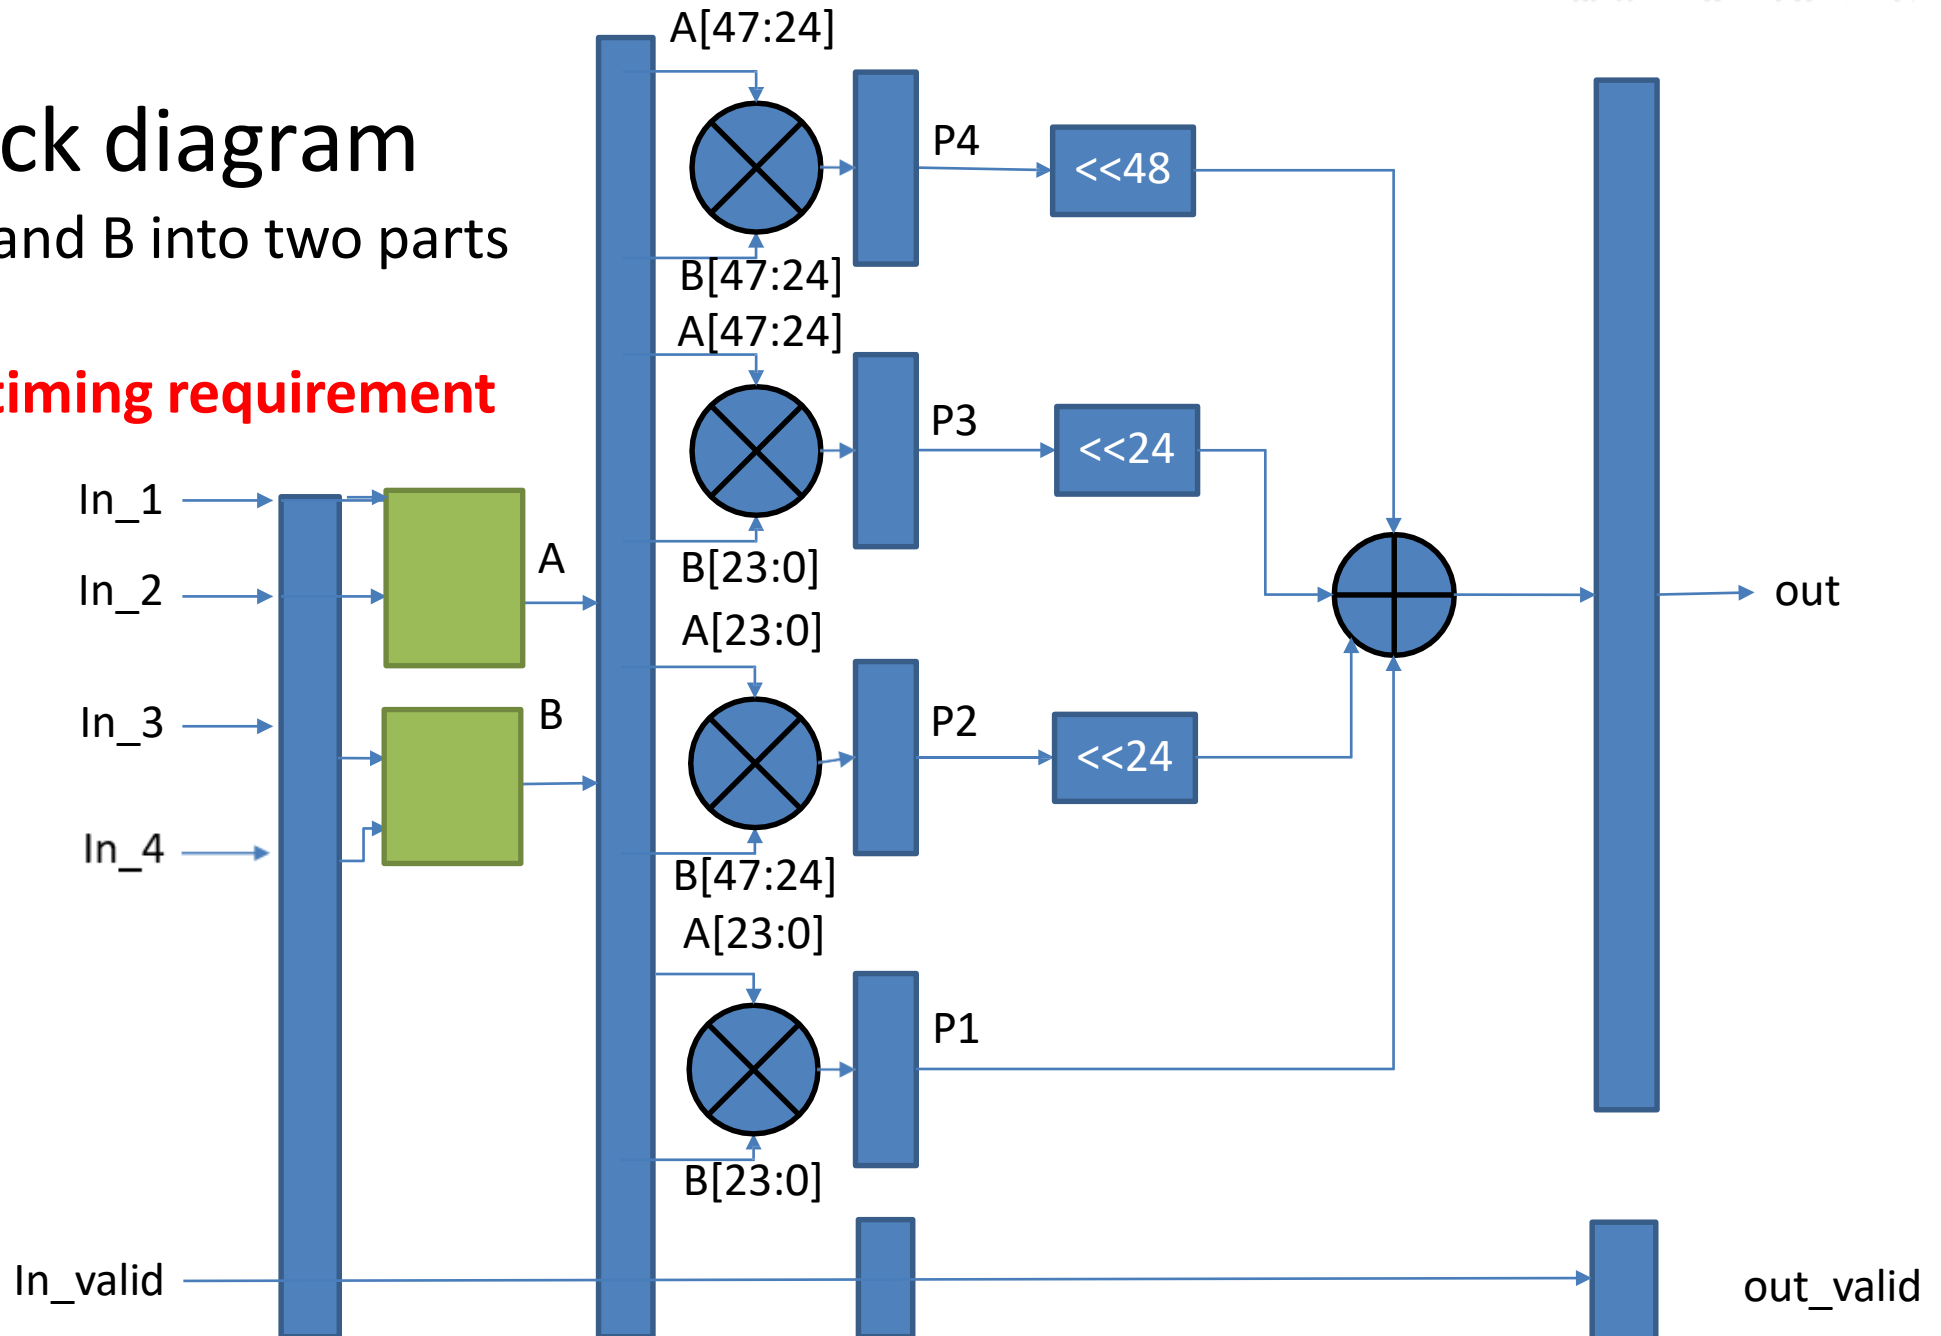 ck diagram
and B into two parts
timing requirement
In_1
In_2
In_3
In_4
In_valid
A
B
A[47:24]
B[47:24]
A[47:24]
B[23:0]
A[23:0]
B[47:24]
A[23:0]
B[23:0]
P4
<<48
P3
<<24
P2
<<24
P1
out
out_valid